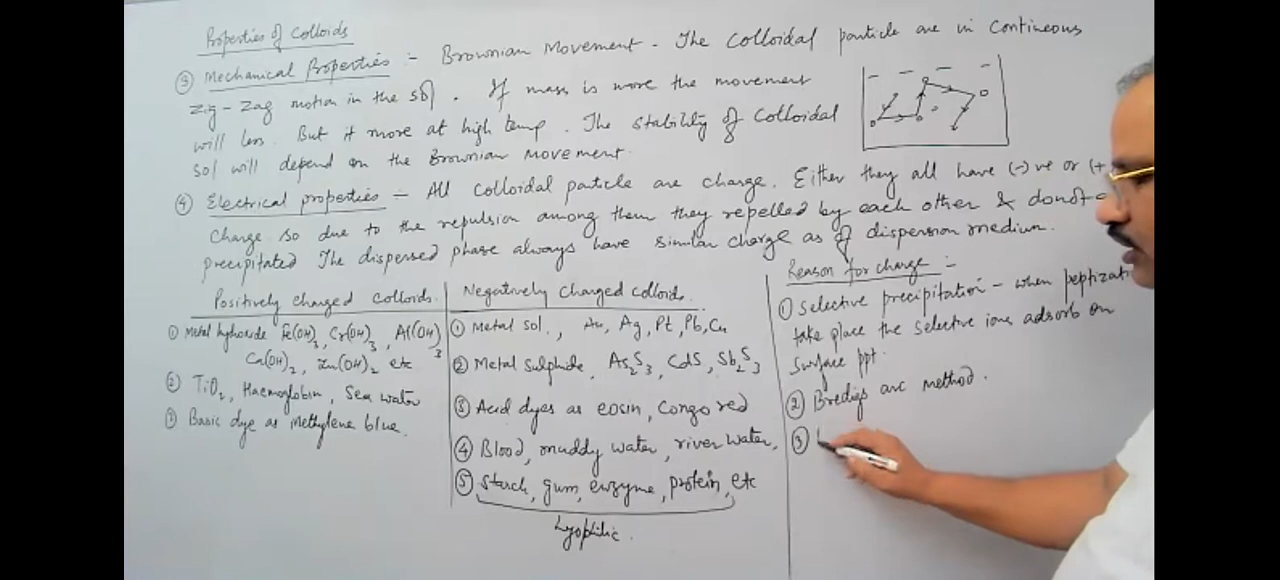 Properties of Colloids
③ Mechanical Properties :- Brownian Movement - The Colloidal particle are in Contineous
zig-zag motion in the sol. If mass is more the movement
will less. But it more at high temp. The stability of Colloidal
sol will depend on the Brownian Movement.
④ Electrical properties :- All Colloidal particle are charge. Either they all have (-)ve or (+
charge so due to the repulsion among them they repelled by each other & donot
precipitated The dispersed phase always have similar charge as of dispersion medium.
Positively charged Colloids.
① Metal hydroxide Fe(OH)3, Cr(OH)3, Al(OH)3
Ca(OH)2, Zn(OH)2 etc
② TiO2, Haemoglobin, Sea water
③ Basic dye as Methylene blue.
Negatively Charged Colloids.
① Metal sol., Au, Ag, Pt, Pb, Cu
② Metal Sulphide, As2S3, CdS, Sb2S3
③ Acid dyes as eosin, Congo red
④ Blood, muddy water, river water,
⑤ Starch, gum, enzyme, protein, etc
Lyophilic.
Reason for charge :-
① Selective precipitation - when peptizati
take place the selective ions adsorb on
surface ppt.
② Bredigs arc method.
③